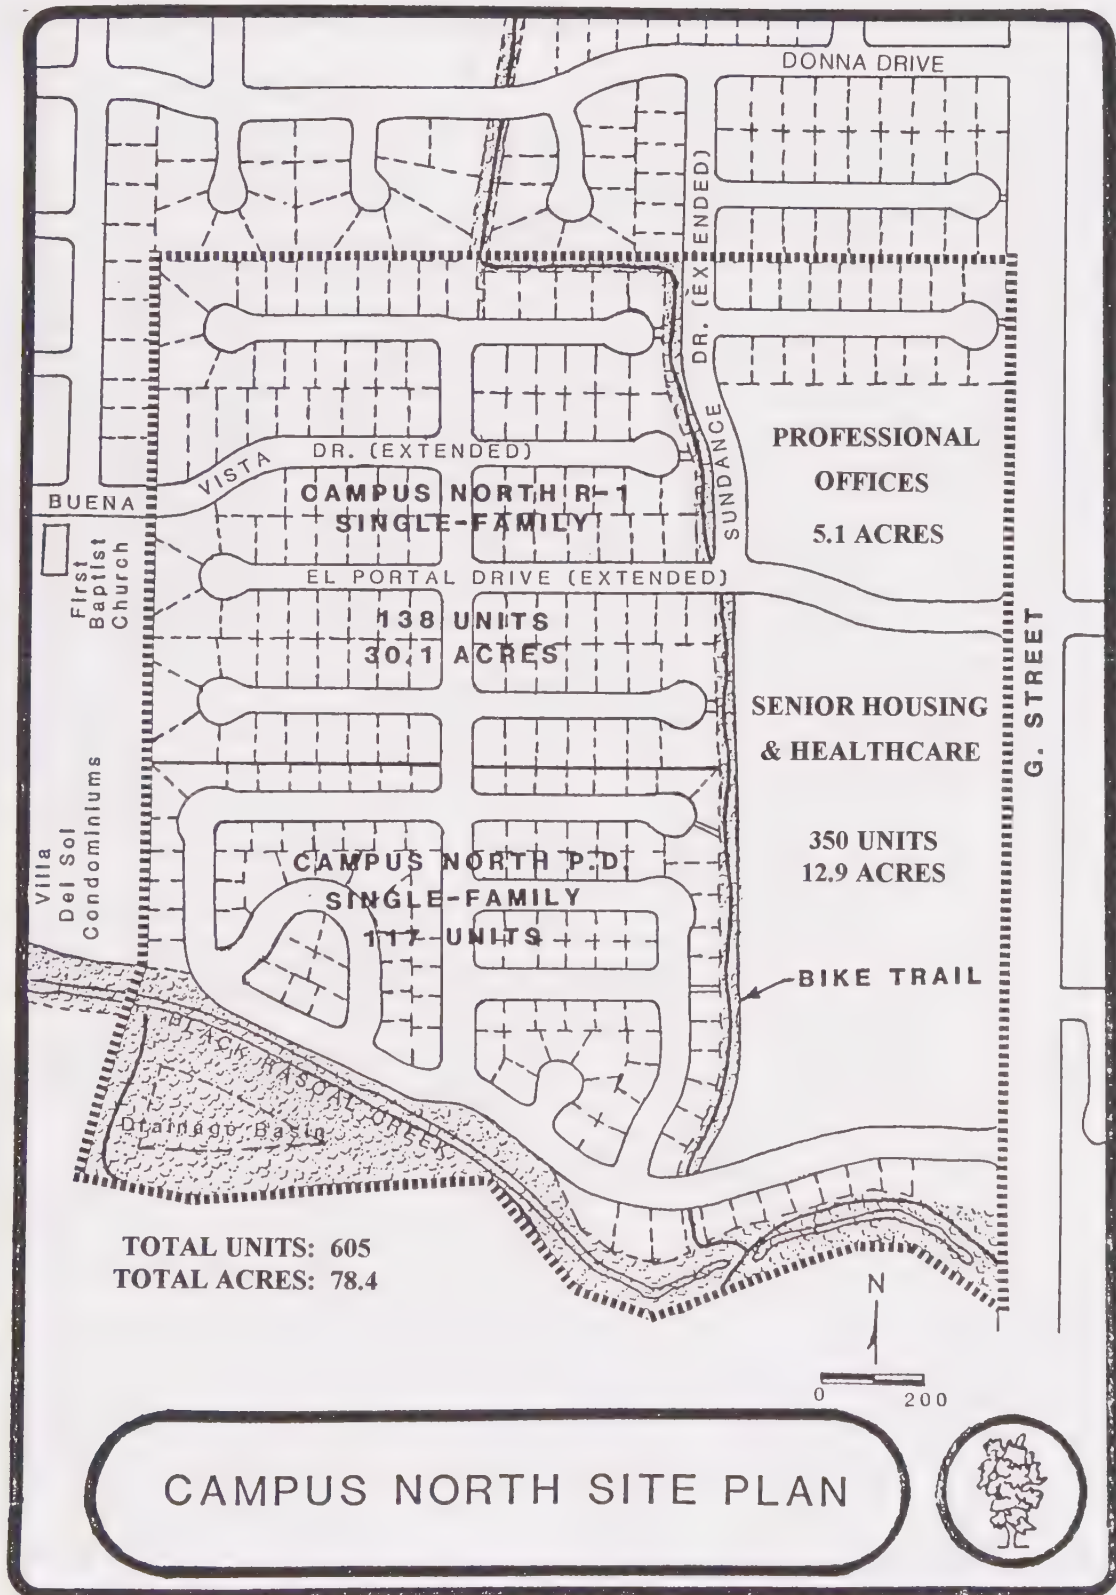 DONNA DRIVE
SUNDANCE DR. (EXTENDED)
BUENA VISTA DR. (EXTENDED)
CAMPUS NORTH R-1
SINGLE-FAMILY
PROFESSIONAL
OFFICES
5.1 ACRES
First
Baptist
Church
EL PORTAL DRIVE (EXTENDED)
138 UNITS
30.1 ACRES
G. STREET
SENIOR HOUSING
& HEALTHCARE
350 UNITS
12.9 ACRES
Villa
Del Sol
Condominiums
CAMPUS NORTH P.D.
SINGLE-FAMILY
117 UNITS
BIKE TRAIL
BLACK RASCAL CREEK
Drainage Basin
TOTAL UNITS: 605
TOTAL ACRES: 78.4
N
0 200
CAMPUS NORTH SITE PLAN